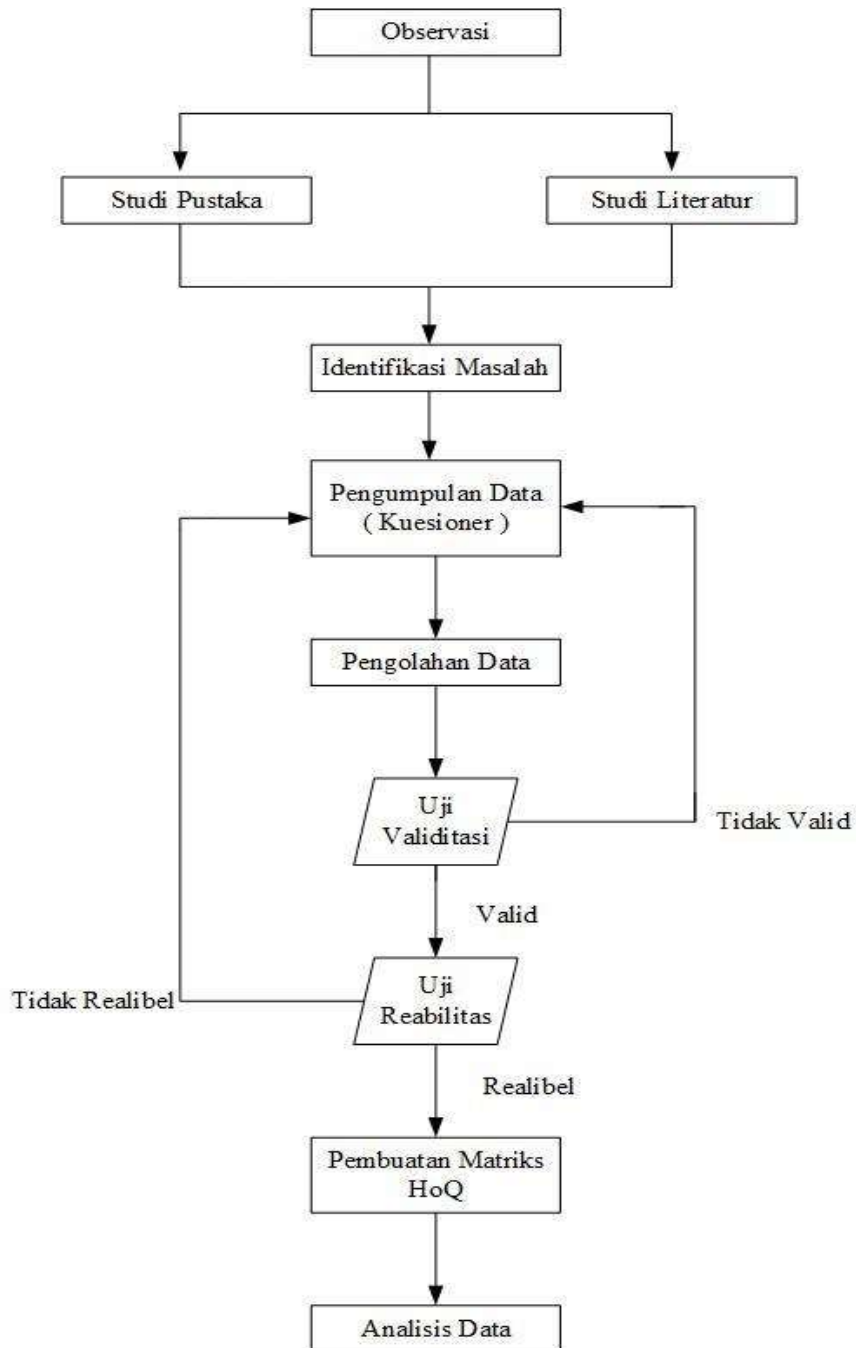 Observasi
Studi Pustaka
Studi Literatur
Identifikasi Masalah
Pengumpulan Data
( Kuesioner )
Pengolahan Data
Uji
Validitasi
Tidak Valid
Valid
Tidak Realibel
Uji
Reabilitas
Realibel
Pembuatan Matriks
HoQ
Analisis Data